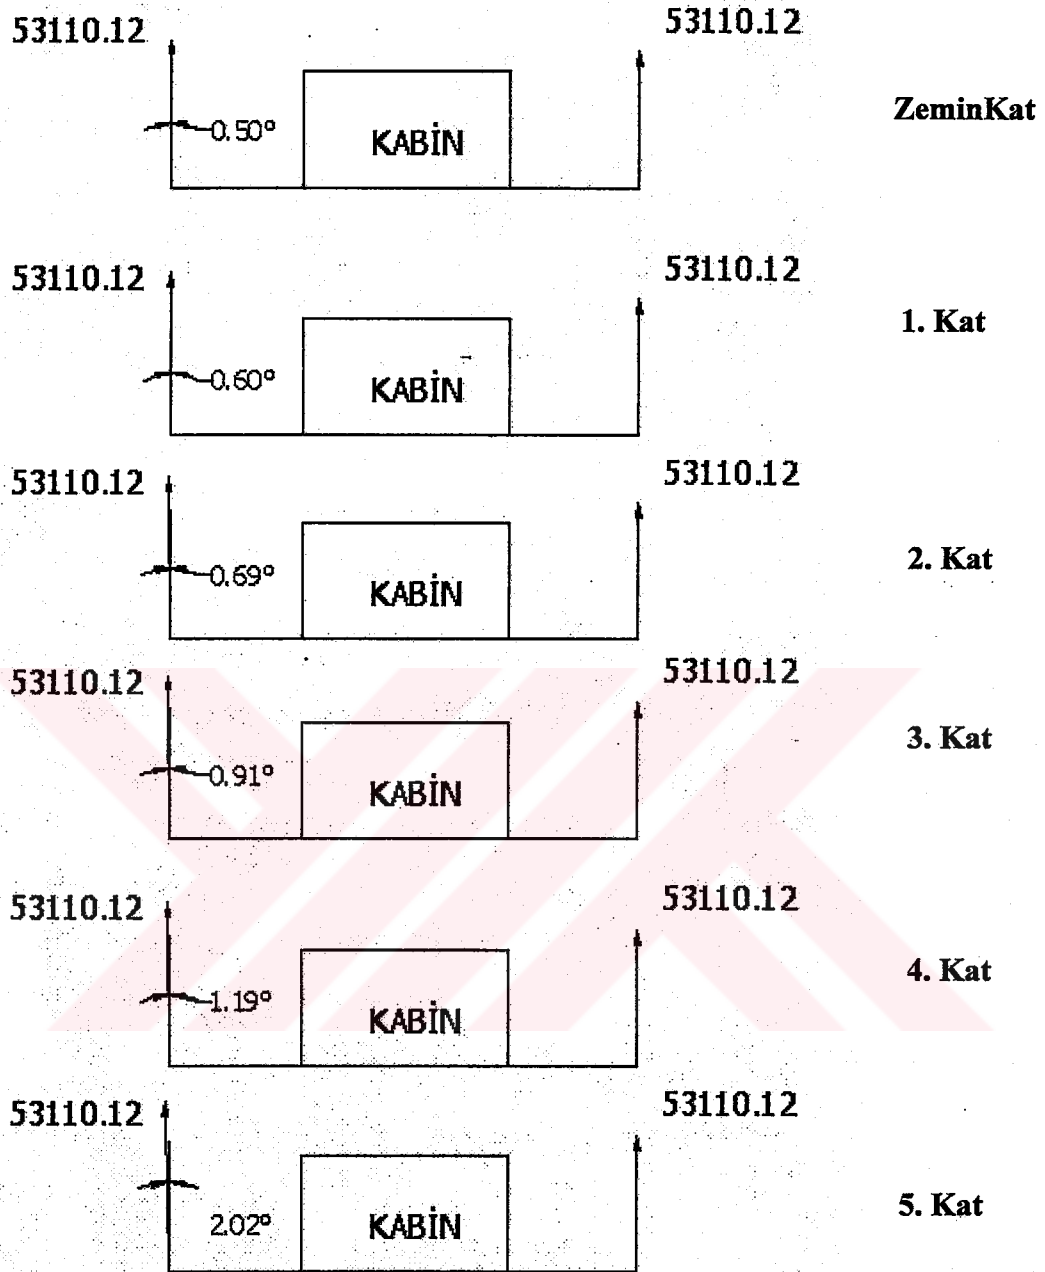 53110.12 53110.12
ZeminKat
0.50°
KABİN
53110.12 53110.12
1. Kat
0.60°
KABİN
53110.12 53110.12
2. Kat
0.69°
KABİN
53110.12 53110.12
3. Kat
0.91°
KABİN
53110.12 53110.12
4. Kat
1.19°
KABİN
53110.12 53110.12
5. Kat
2.02°
KABİN